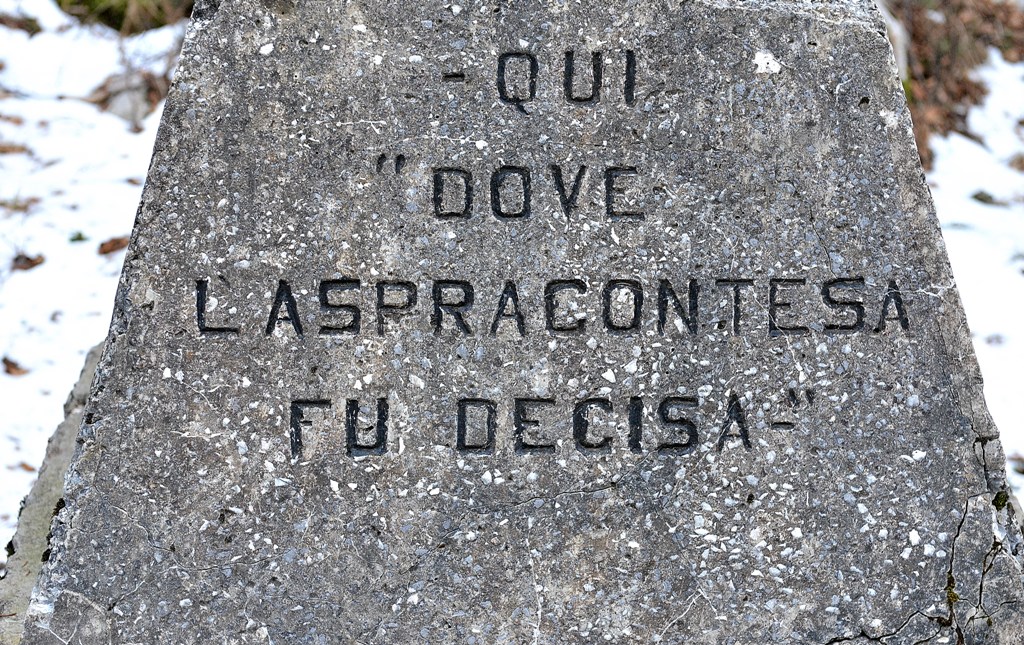 - QUI
" DOVE
L'ASPRA CONTESA
FU DECISA -"